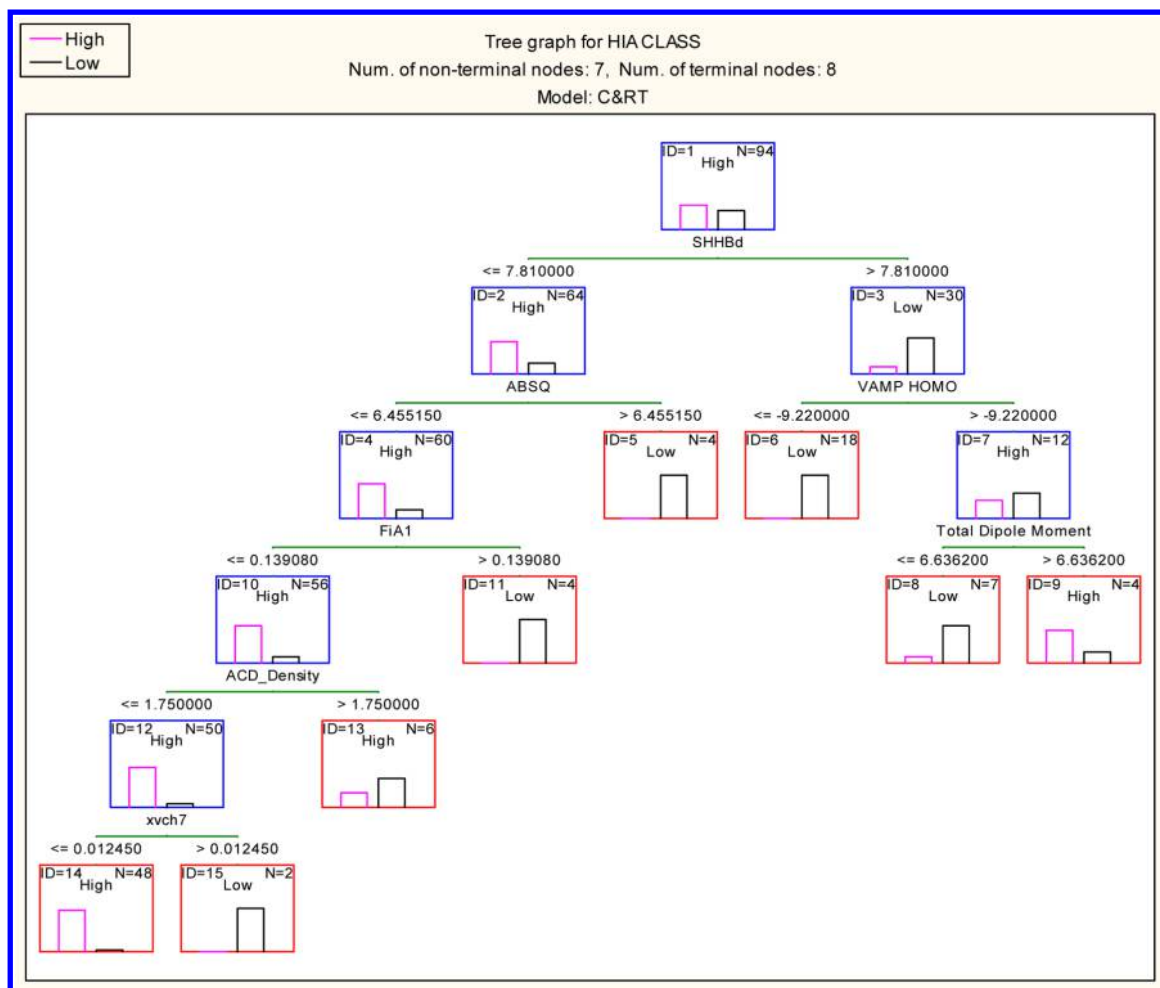 High
Low
Tree graph for HIA CLASS
Num. of non-terminal nodes: 7, Num. of terminal nodes: 8
Model: C&RT
ID=1 N=94
High
SHHBd
<= 7.810000 > 7.810000
ID=2 N=64 ID=3 N=30
High Low
ABSQ VAMP HOMO
<= 6.455150 > 6.455150 <= -9.220000 > -9.220000
ID=4 N=60 ID=5 N=4 ID=6 N=18 ID=7 N=12
High Low Low High
FiA1 Total Dipole Moment
<= 0.139080 > 0.139080 <= 6.636200 > 6.636200
ID=10 N=56 ID=11 N=4 ID=8 N=7 ID=9 N=4
High Low Low High
ACD_Density
<= 1.750000 > 1.750000
ID=12 N=50 ID=13 N=6
High High
xvch7
<= 0.012450 > 0.012450
ID=14 N=48 ID=15 N=2
High Low